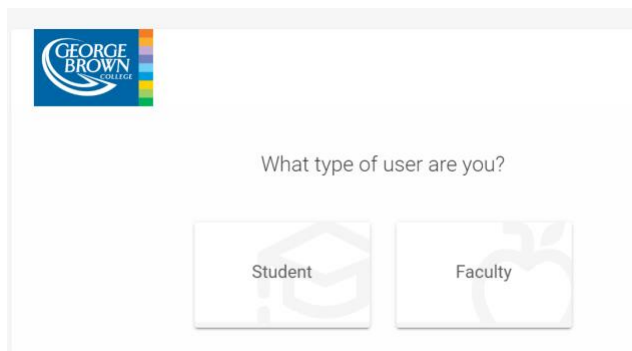 GEORGE
BROWN
COLLEGE
What type of user are you?
Student
Faculty